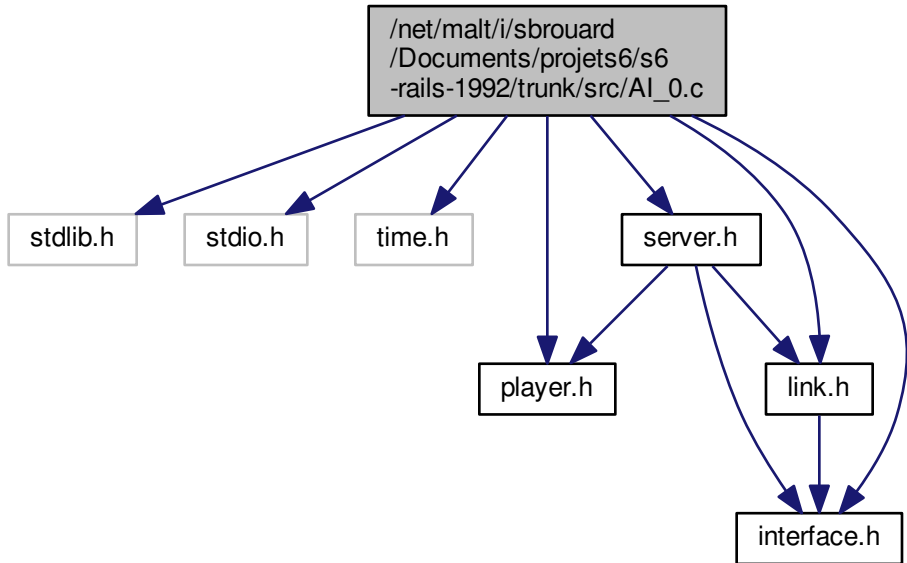 /net/malt/i/sbrouard
/Documents/projets6/s6
-rails-1992/trunk/src/AI_0.c
stdlib.h
stdio.h
time.h
server.h
player.h
link.h
interface.h